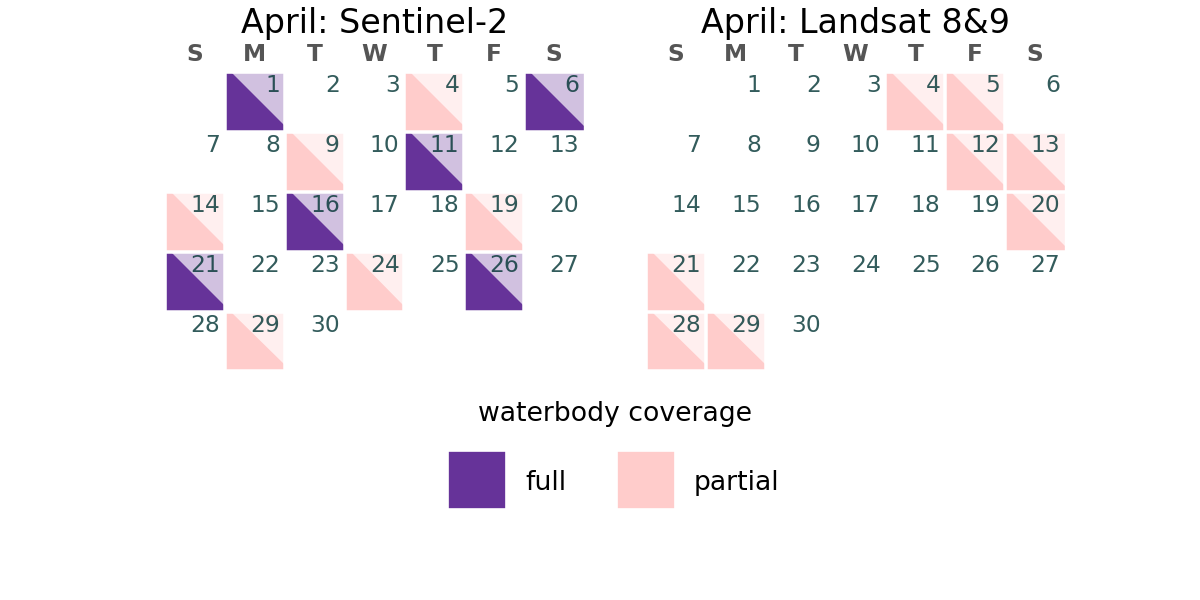 April: Sentinel-2
S M T W T F S
1 2 3 4 5 6
7 8 9 10 11 12 13
14 15 16 17 18 19 20
21 22 23 24 25 26 27
28 29 30
April: Landsat 8&9
S M T W T F S
1 2 3 4 5 6
7 8 9 10 11 12 13
14 15 16 17 18 19 20
21 22 23 24 25 26 27
28 29 30
waterbody coverage
full partial